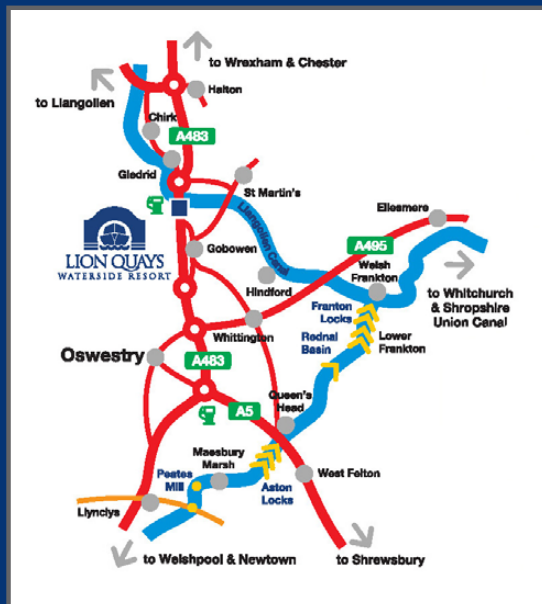 to Wrexham & Chester
to Llangollen
Halton
Chirk
A483
Gledrid
St Martin's
Ellesmere
LION QUAYS
WATERSIDE RESORT
Gobowen
Llangollen Canal
A495
Welsh
Frankton
Hindford
to Whitchurch
& Shropshire
Union Canal
Franton
Locks
Whittington
Rednal
Basin
Lower
Frankton
Oswestry
A483
A5
Queen's
Head
Maesbury
Marsh
Peates
Mill
Aston
Locks
West Felton
Llynclys
to Welshpool & Newtown
to Shrewsbury